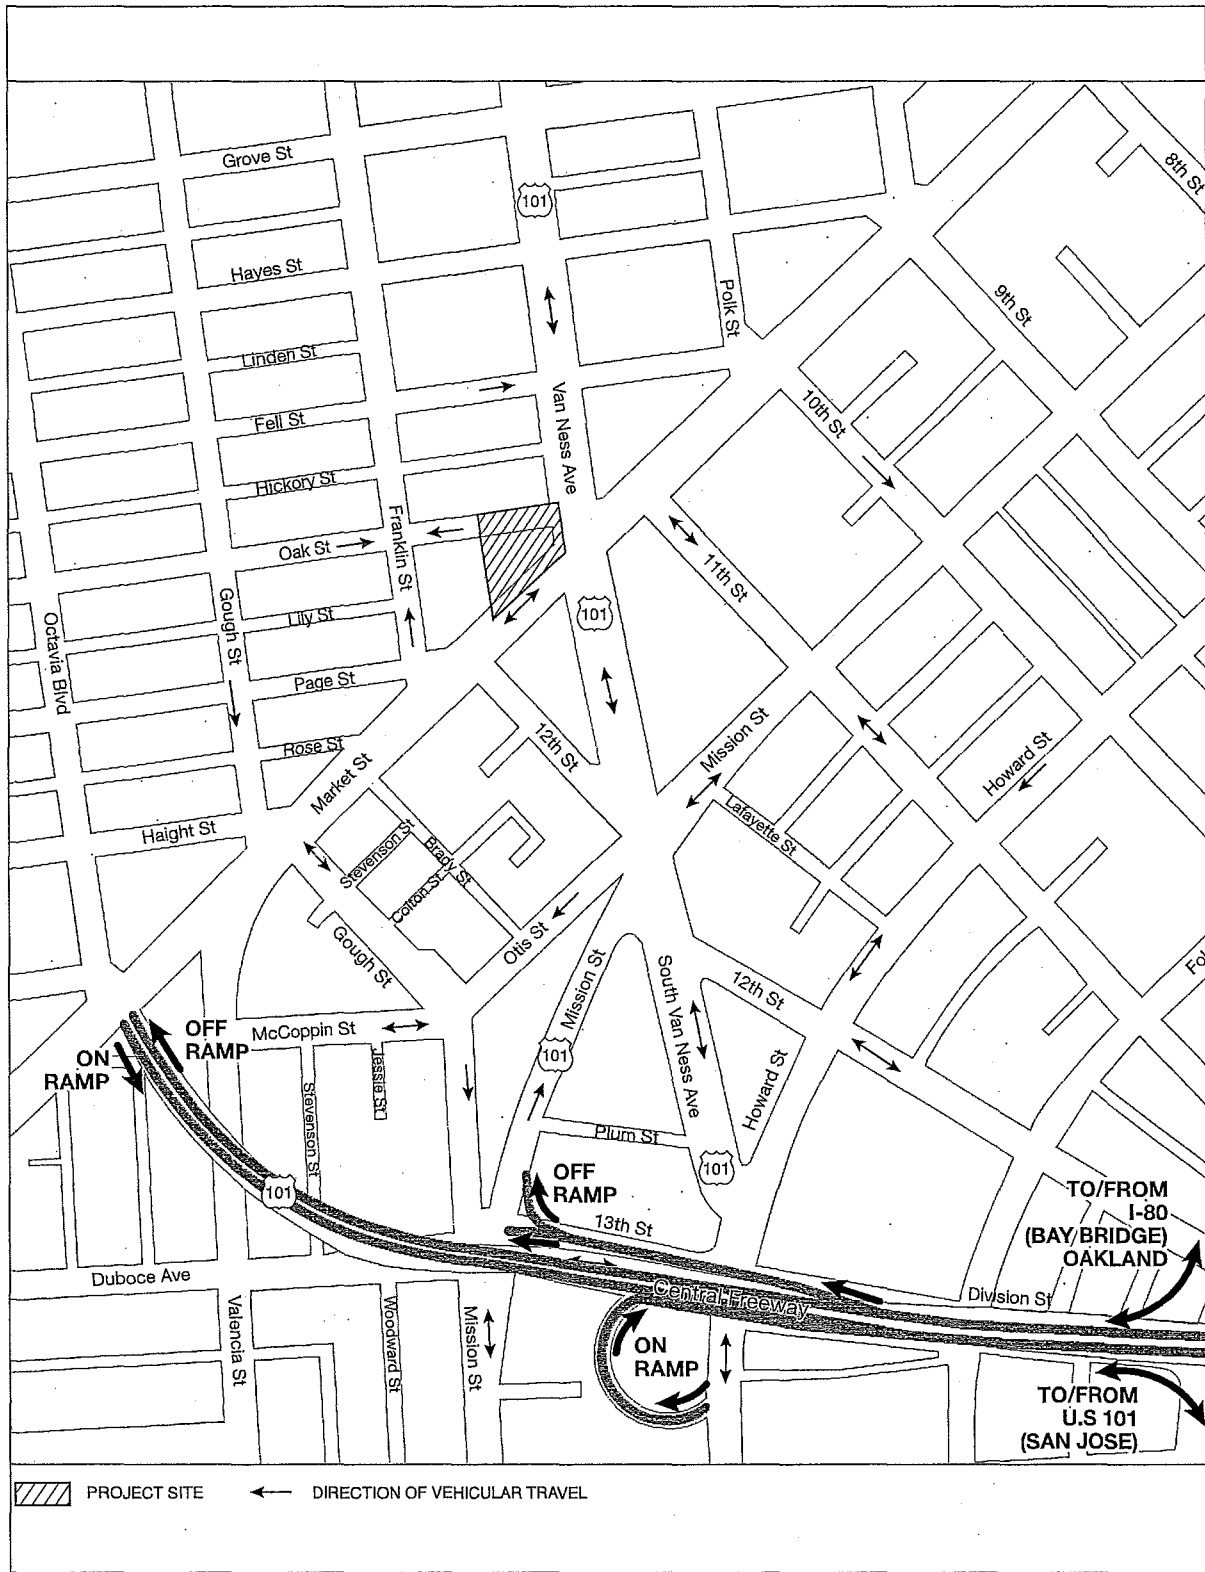 Grove St
8th St
101
Hayes St
Polk St
9th St
Linden St
Van Ness Ave
Fell St
10th St
Hickory St
Franklin St
Oak St
11th St
Gough St
101
Lily St
Octavia Blvd
Page St
12th St
Mission St
Rose St
Howard St
Market St
Lafayette St
Haight St
Stevenson St
Brady St
Colton St
Otis St
Gough St
Mission St
South Van Ness Ave
12th St
Fol
McCoppin St
OFF
RAMP
ON
RAMP
Jessie St
101
Stevenson St
Howard St
Plum St
101
101
OFF
RAMP
13th St
TO/FROM
I-80
(BAY BRIDGE)
OAKLAND
Duboce Ave
Central Freeway
Division St
Valencia St
Woodward St
Mission St
ON
RAMP
TO/FROM
U.S 101
(SAN JOSE)
PROJECT SITE
DIRECTION OF VEHICULAR TRAVEL